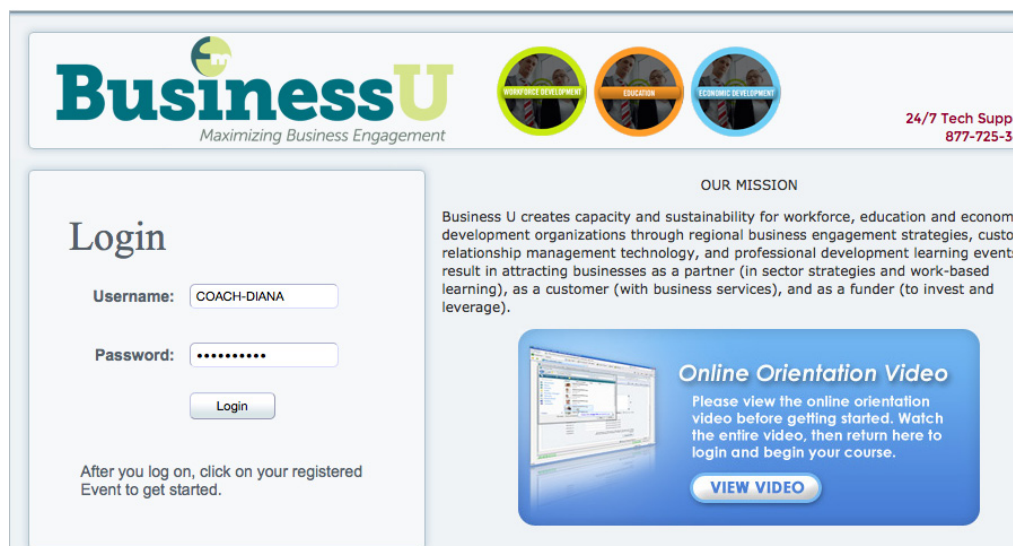 BusinessU
Maximizing Business Engagement
WORKFORCE DEVELOPMENT
EDUCATION
ECONOMIC DEVELOPMENT
24/7 Tech Supp
877-725-3
Login
Username: COACH-DIANA
Password: ••••••••••
Login
After you log on, click on your registered
Event to get started.
OUR MISSION
Business U creates capacity and sustainability for workforce, education and econom
development organizations through regional business engagement strategies, custo
relationship management technology, and professional development learning events
result in attracting businesses as a partner (in sector strategies and work-based
learning), as a customer (with business services), and as a funder (to invest and
leverage).
Online Orientation Video
Please view the online orientation
video before getting started. Watch
the entire video, then return here to
login and begin your course.
VIEW VIDEO